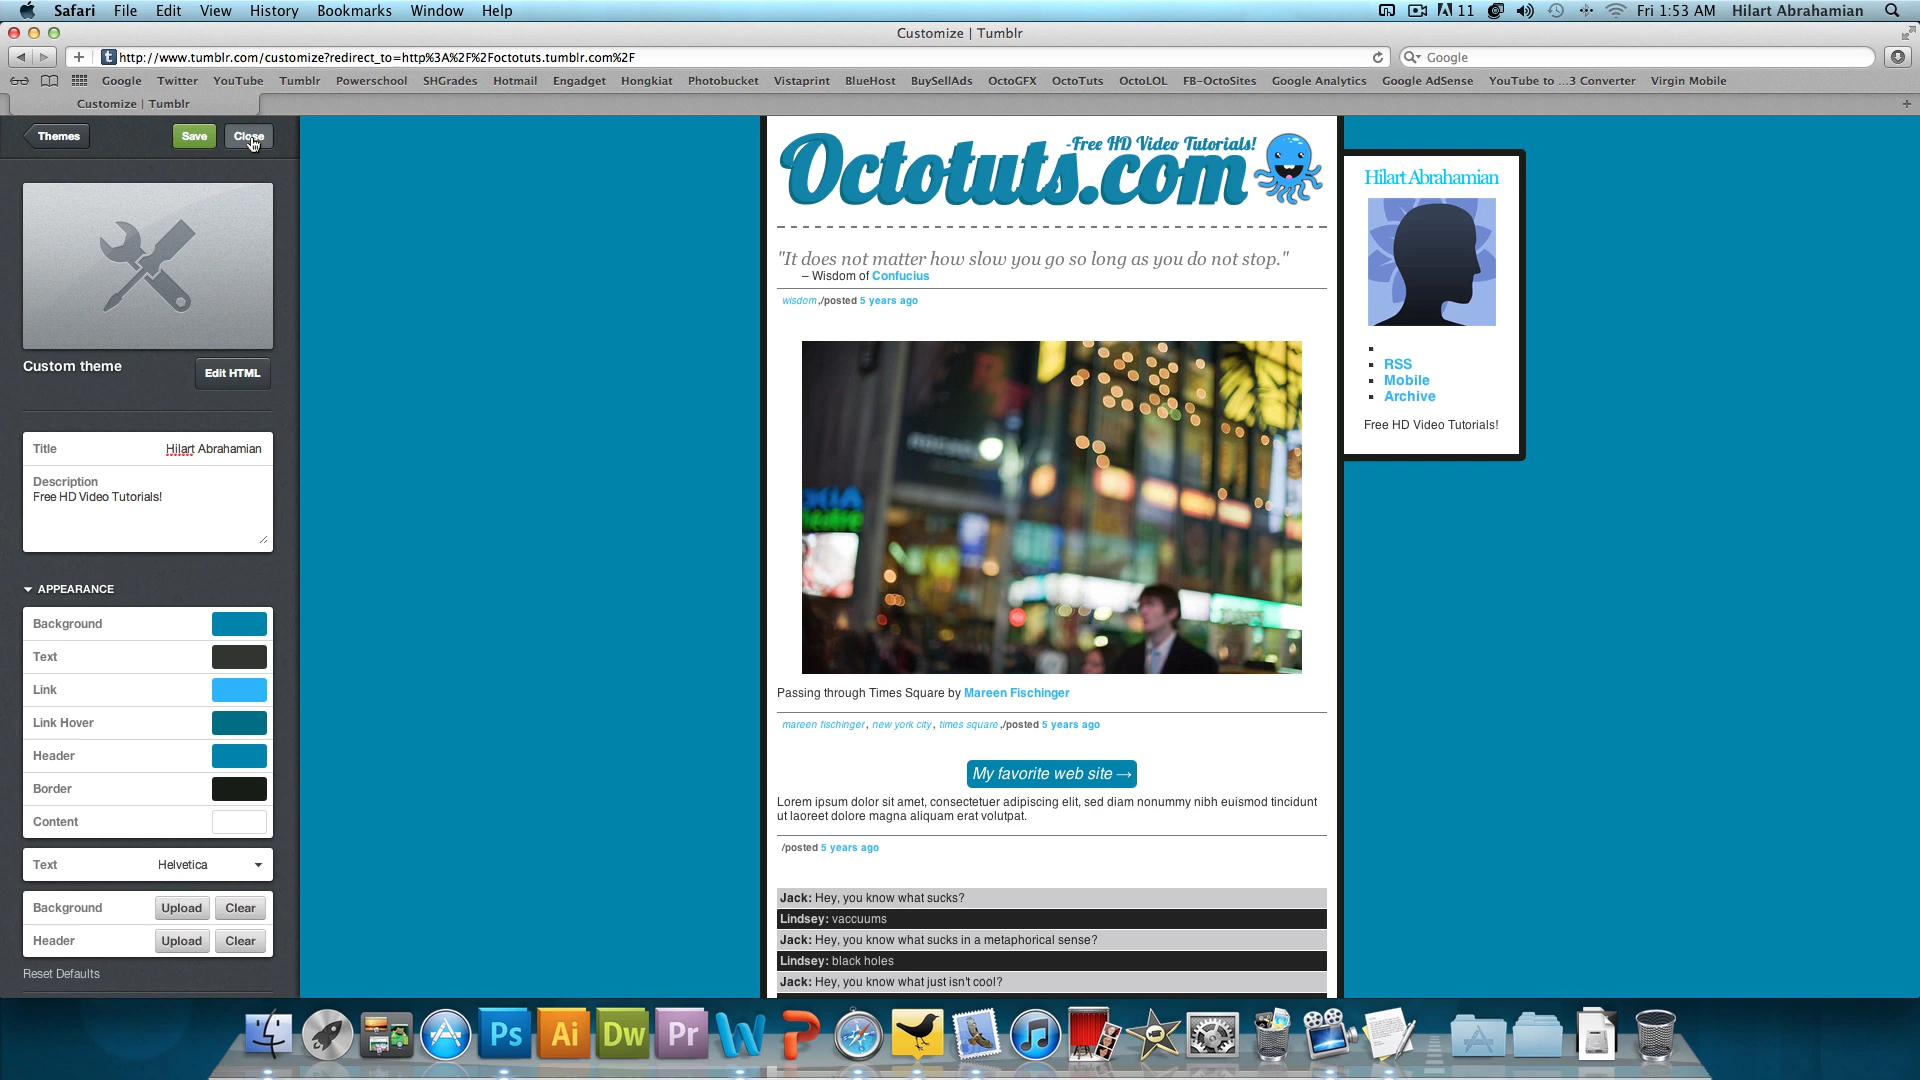 Safari File Edit View History Bookmarks Window Help
11 Fri 1:53 AM Hilart Abrahamian
Customize | Tumblr
http://www.tumblr.com/customize?redirect_to=http%3A%2F%2Foctotuts.tumblr.com%2F
Google
Google Twitter YouTube Tumblr Powerschool SHGrades Hotmail Engadget Hongkiat Photobucket Vistaprint BlueHost BuySellAds OctoGFX OctoTuts OctoLOL FB-OctoSites Google Analytics Google AdSense YouTube to ...3 Converter Virgin Mobile
Customize | Tumblr
Themes Save Close
Custom theme
Edit HTML
Title Hilart Abrahamian
Description
Free HD Video Tutorials!
APPEARANCE
Background
Text
Link
Link Hover
Header
Border
Content
Text Helvetica
Background Upload Clear
Header Upload Clear
Reset Defaults
-Free HD Video Tutorials!
Octotuts.com
"It does not matter how slow you go so long as you do not stop."
– Wisdom of Confucius
wisdom,/posted 5 years ago
Passing through Times Square by Mareen Fischinger
mareen fischinger, new york city, times square,/posted 5 years ago
My favorite web site →
Lorem ipsum dolor sit amet, consectetuer adipiscing elit, sed diam nonummy nibh euismod tincidunt
ut laoreet dolore magna aliquam erat volutpat.
/posted 5 years ago
Jack: Hey, you know what sucks?
Lindsey: vaccuums
Jack: Hey, you know what sucks in a metaphorical sense?
Lindsey: black holes
Jack: Hey, you know what just isn't cool?
Hilart Abrahamian
RSS
Mobile
Archive
Free HD Video Tutorials!
Ps Ai Dw Pr